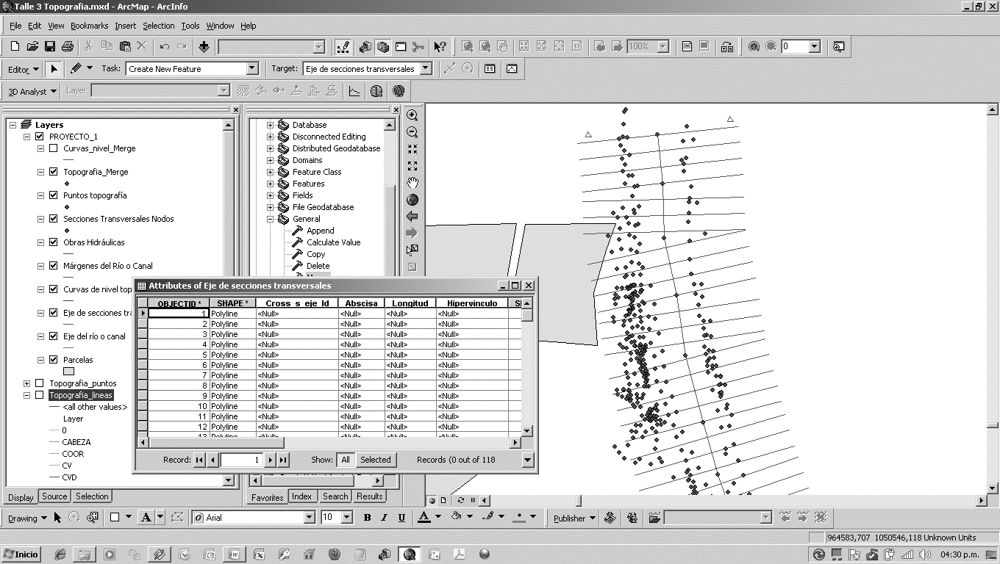 Talle 3 Topografia.mxd - ArcMap - ArcInfo
File Edit View Bookmarks Insert Selection Tools Window Help
100% 0
Editor Task: Create New Feature Target: Eje de secciones transversales
3D Analyst Layer:
Layers
PROYECTO_1
Curvas_nivel_Merge
Topografia_Merge
Puntos topografía
Secciones Transversales Nodos
Obras Hidráulicas
Márgenes del Río o Canal
Curvas de nivel top
Eje de secciones tra
Eje del río o canal
Parcelas
Topografia_puntos
Topografia_lineas
<all other values>
Layer
0
CABEZA
COOR
CV
CVD
Display Source Selection
Database
Disconnected Editing
Distributed Geodatabase
Domains
Feature Class
Features
Fields
File Geodatabase
General
Append
Calculate Value
Copy
Delete
Favorites Index Search Results
Attributes of Eje de secciones transversales
OBJECTID * SHAPE * Cross_s_eje_Id Abscisa Longitud Hipervinculo
1 Polyline <Null> <Null> <Null> <Null>
2 Polyline <Null> <Null> <Null> <Null>
3 Polyline <Null> <Null> <Null> <Null>
4 Polyline <Null> <Null> <Null> <Null>
5 Polyline <Null> <Null> <Null> <Null>
6 Polyline <Null> <Null> <Null> <Null>
7 Polyline <Null> <Null> <Null> <Null>
8 Polyline <Null> <Null> <Null> <Null>
9 Polyline <Null> <Null> <Null> <Null>
10 Polyline <Null> <Null> <Null> <Null>
11 Polyline <Null> <Null> <Null> <Null>
12 Polyline <Null> <Null> <Null> <Null>
Record: 1 Show: All Selected Records (0 out of 118
Drawing A Arial 10 B I U A Publisher
964583,707 1050546,118 Unknown Units
Inicio 04:30 p.m.